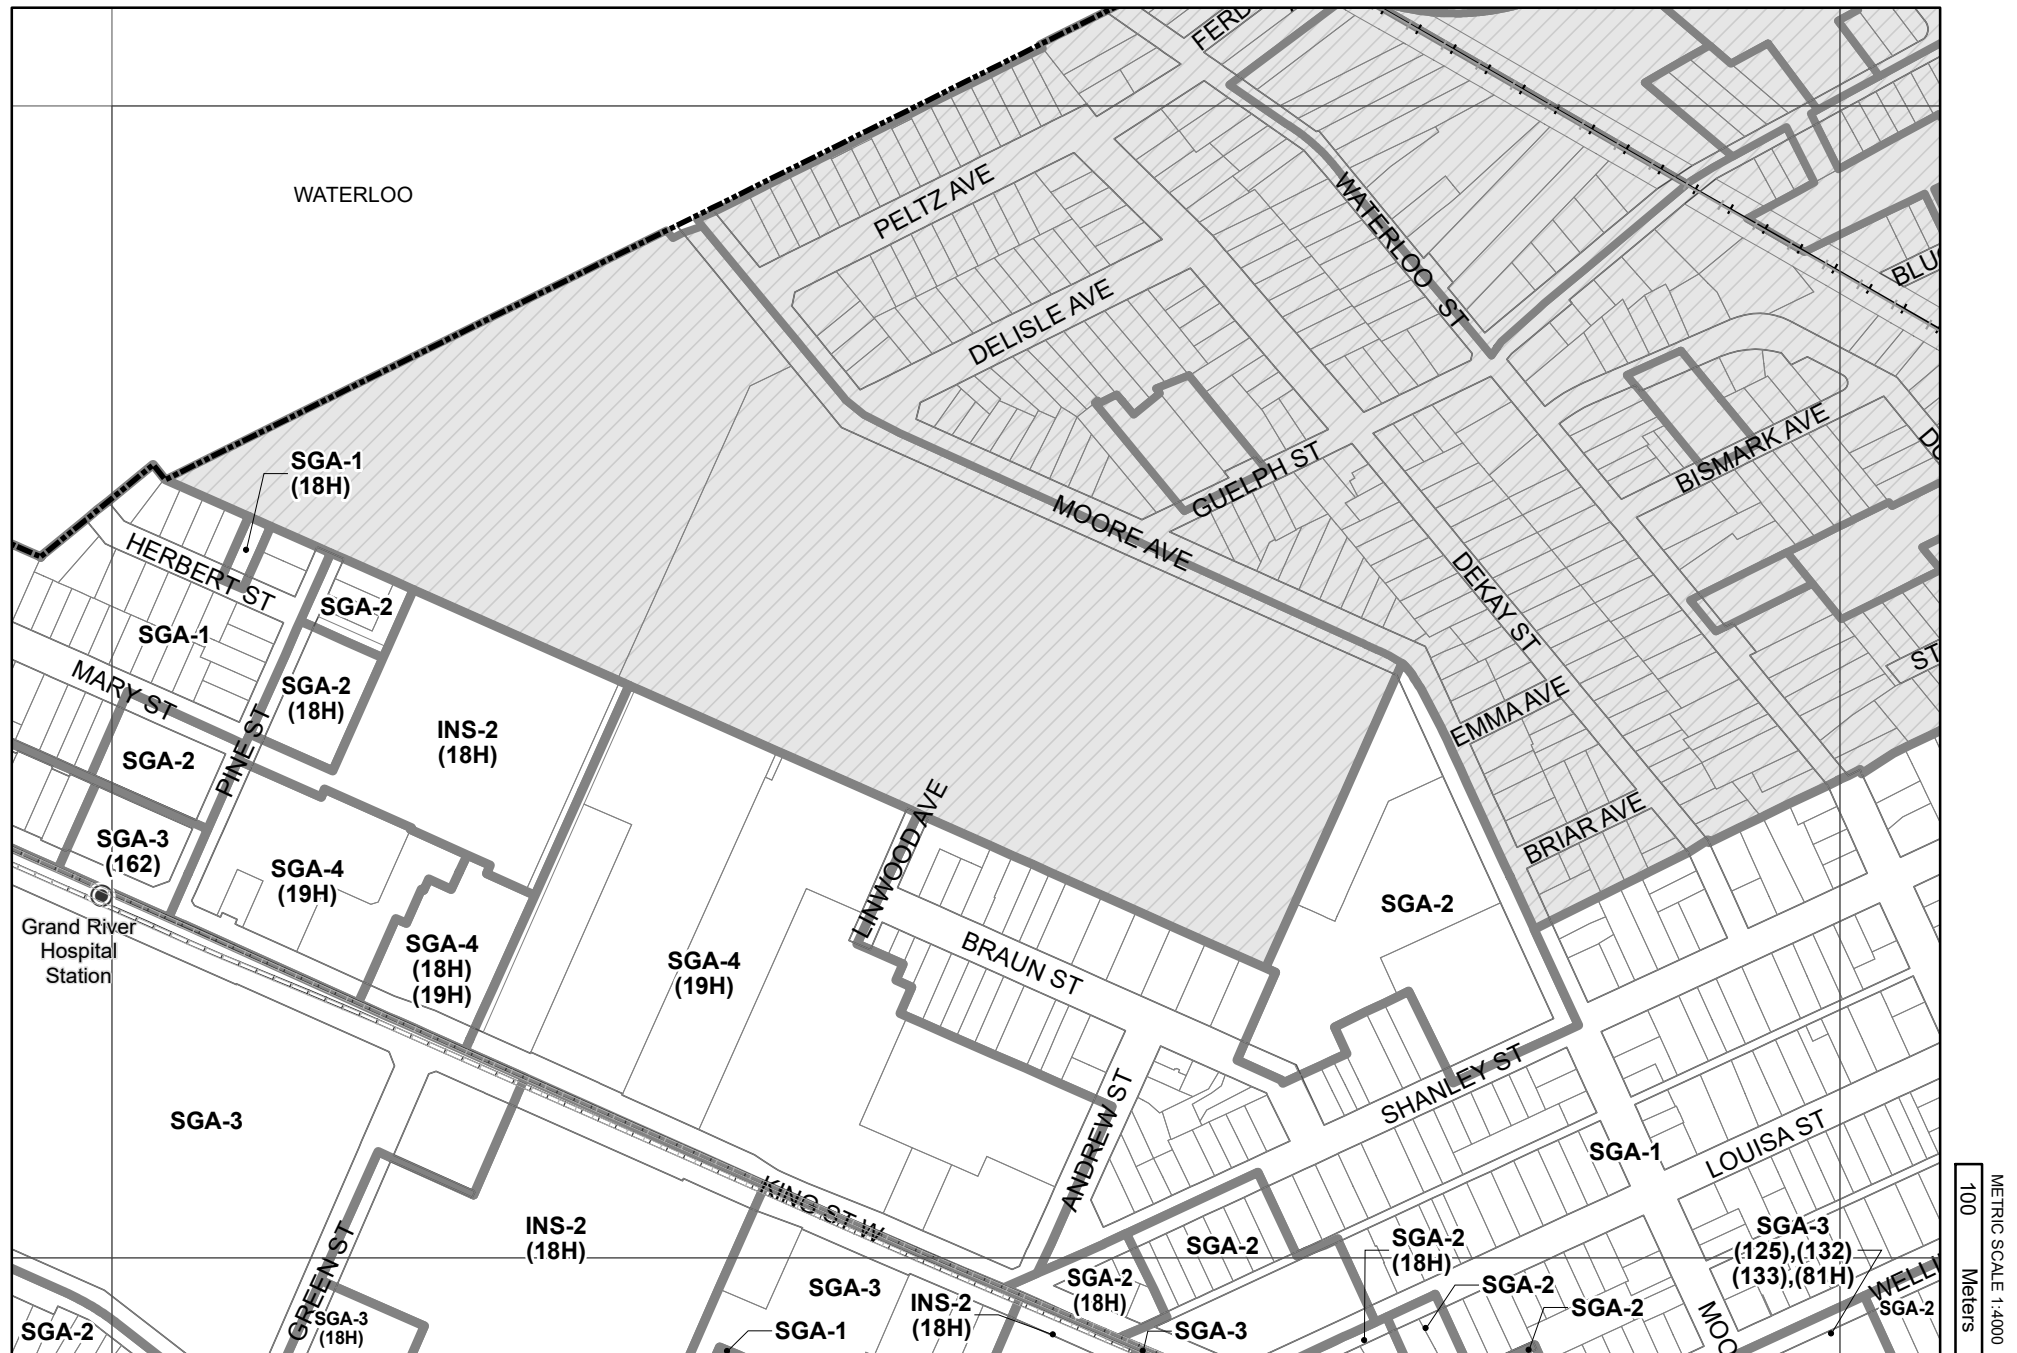 FERD
WATERLOO
PELTZ AVE
WATERLOO ST
BLU
DELISLE AVE
BISMARK AVE
GUELPH ST
SGA-1
(18H)
MOORE AVE
HERBERT ST
DEKAY ST
SGA-2
SGA-1
ST
MARY ST
SGA-2
(18H)
EMMA AVE
INS-2
(18H)
PINE ST
SGA-2
LINWOOD AVE
BRIAR AVE
SGA-3
(162)
SGA-4
(19H)
SGA-2
Grand River
Hospital
Station
SGA-4
(18H)
(19H)
BRAUN ST
SGA-4
(19H)
SHANLEY ST
ANDREW ST
SGA-3
SGA-1
LOUISA ST
KING ST W
INS-2
(18H)
GREEN ST
SGA-2
SGA-2
(18H)
SGA-3
(125),(132)
(133),(81H)
SGA-3
SGA-2
(18H)
SGA-2
WELL
SGA-3
(18H)
INS-2
(18H)
SGA-2
SGA-2
SGA-2
SGA-1
SGA-3
MOO
METRIC SCALE 1:4000
100 Meters